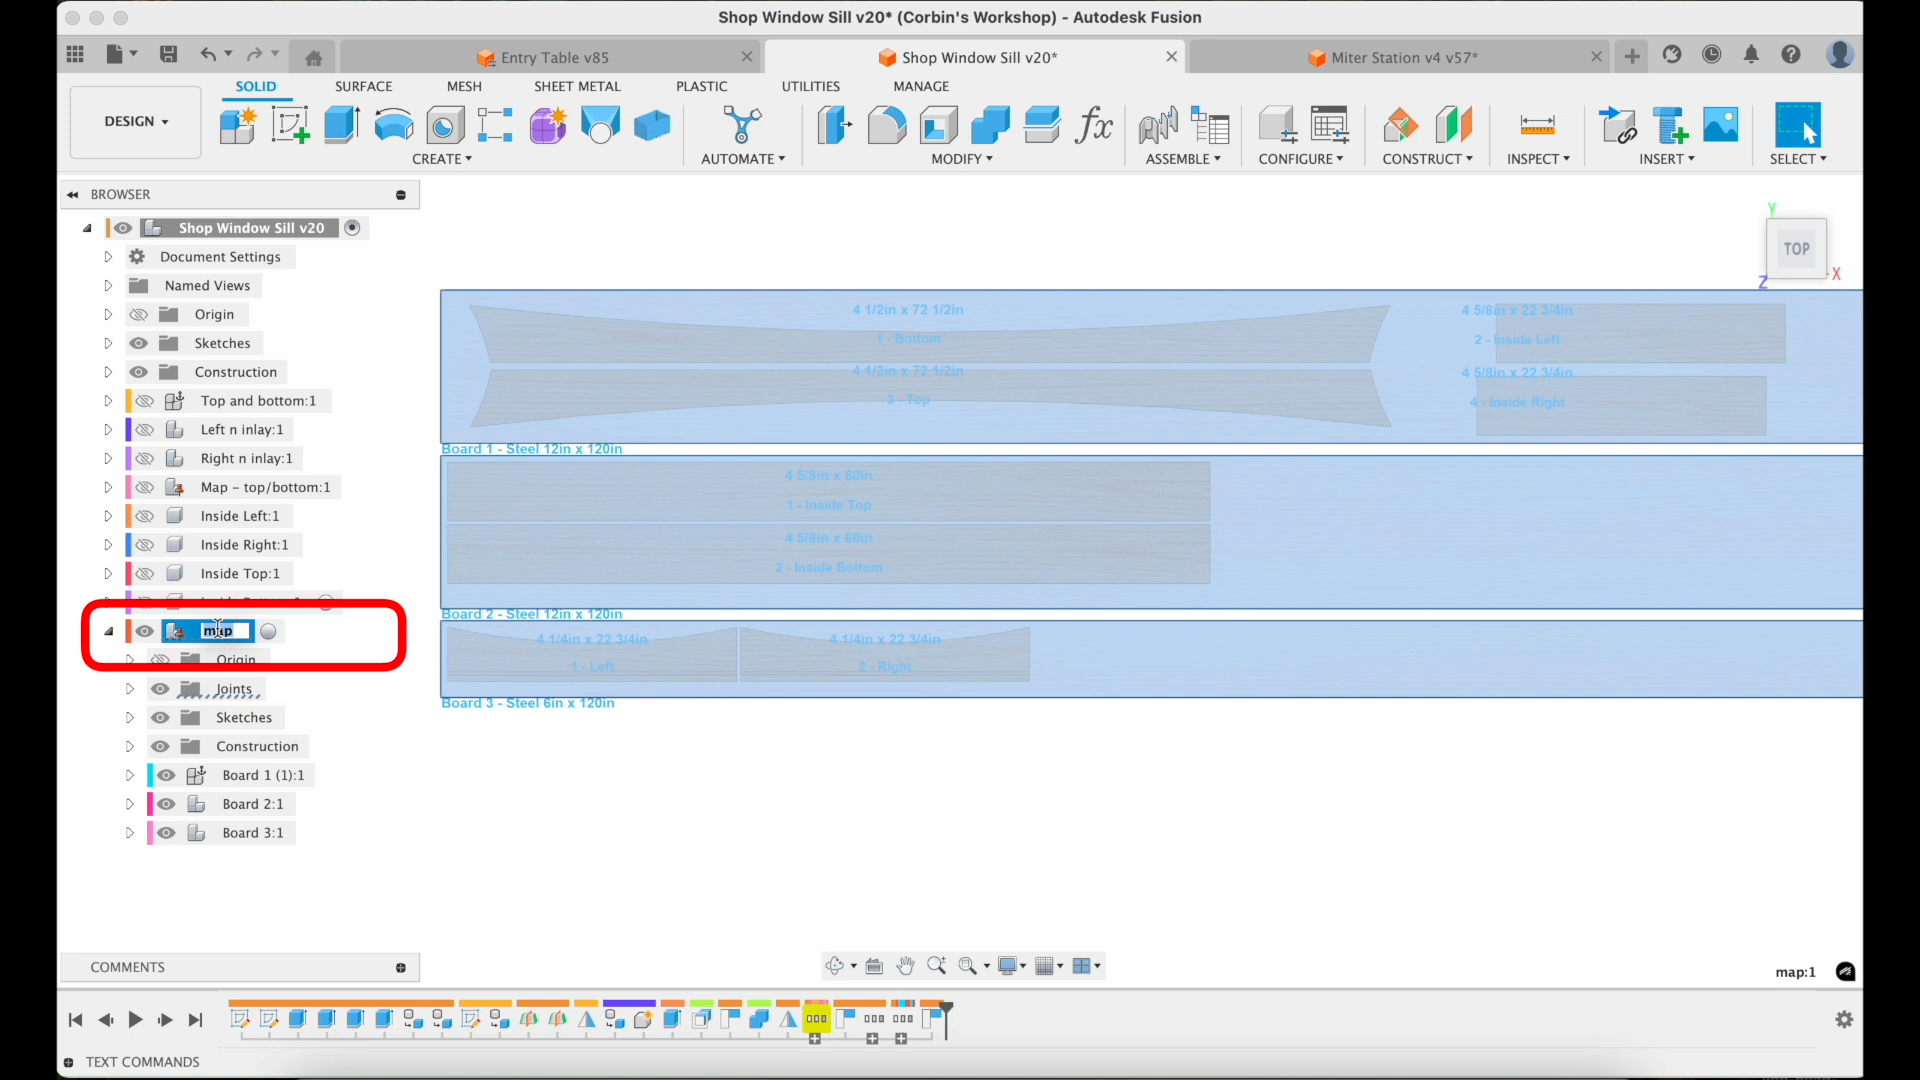 Shop Window Sill v20* (Corbin's Workshop) - Autodesk Fusion
Entry Table v85
Shop Window Sill v20*
Miter Station v4 v57*
SOLID
SURFACE
MESH
SHEET METAL
PLASTIC
UTILITIES
MANAGE
DESIGN
CREATE
AUTOMATE
MODIFY
ASSEMBLE
CONFIGURE
CONSTRUCT
INSPECT
INSERT
SELECT
fx
BROWSER
Shop Window Sill v20
Document Settings
Named Views
Origin
Sketches
Construction
Top and bottom:1
Left n inlay:1
Right n inlay:1
Map - top/bottom:1
Inside Left:1
Inside Right:1
Inside Top:1
map
Origin
Joints
Sketches
Construction
Board 1 (1):1
Board 2:1
Board 3:1
Y
TOP
X
Z
4 1/2in x 72 1/2in
1 - Bottom
4 1/2in x 72 1/2in
3 - Top
4 5/8in x 22 3/4in
2 - Inside Left
4 5/8in x 22 3/4in
4 - Inside Right
Board 1 - Steel 12in x 120in
4 5/8in x 60in
1 - Inside Top
4 5/8in x 60in
2 - Inside Bottom
Board 2 - Steel 12in x 120in
4 1/4in x 22 3/4in
1 - Left
4 1/4in x 22 3/4in
2 - Right
Board 3 - Steel 6in x 120in
COMMENTS
map:1
TEXT COMMANDS